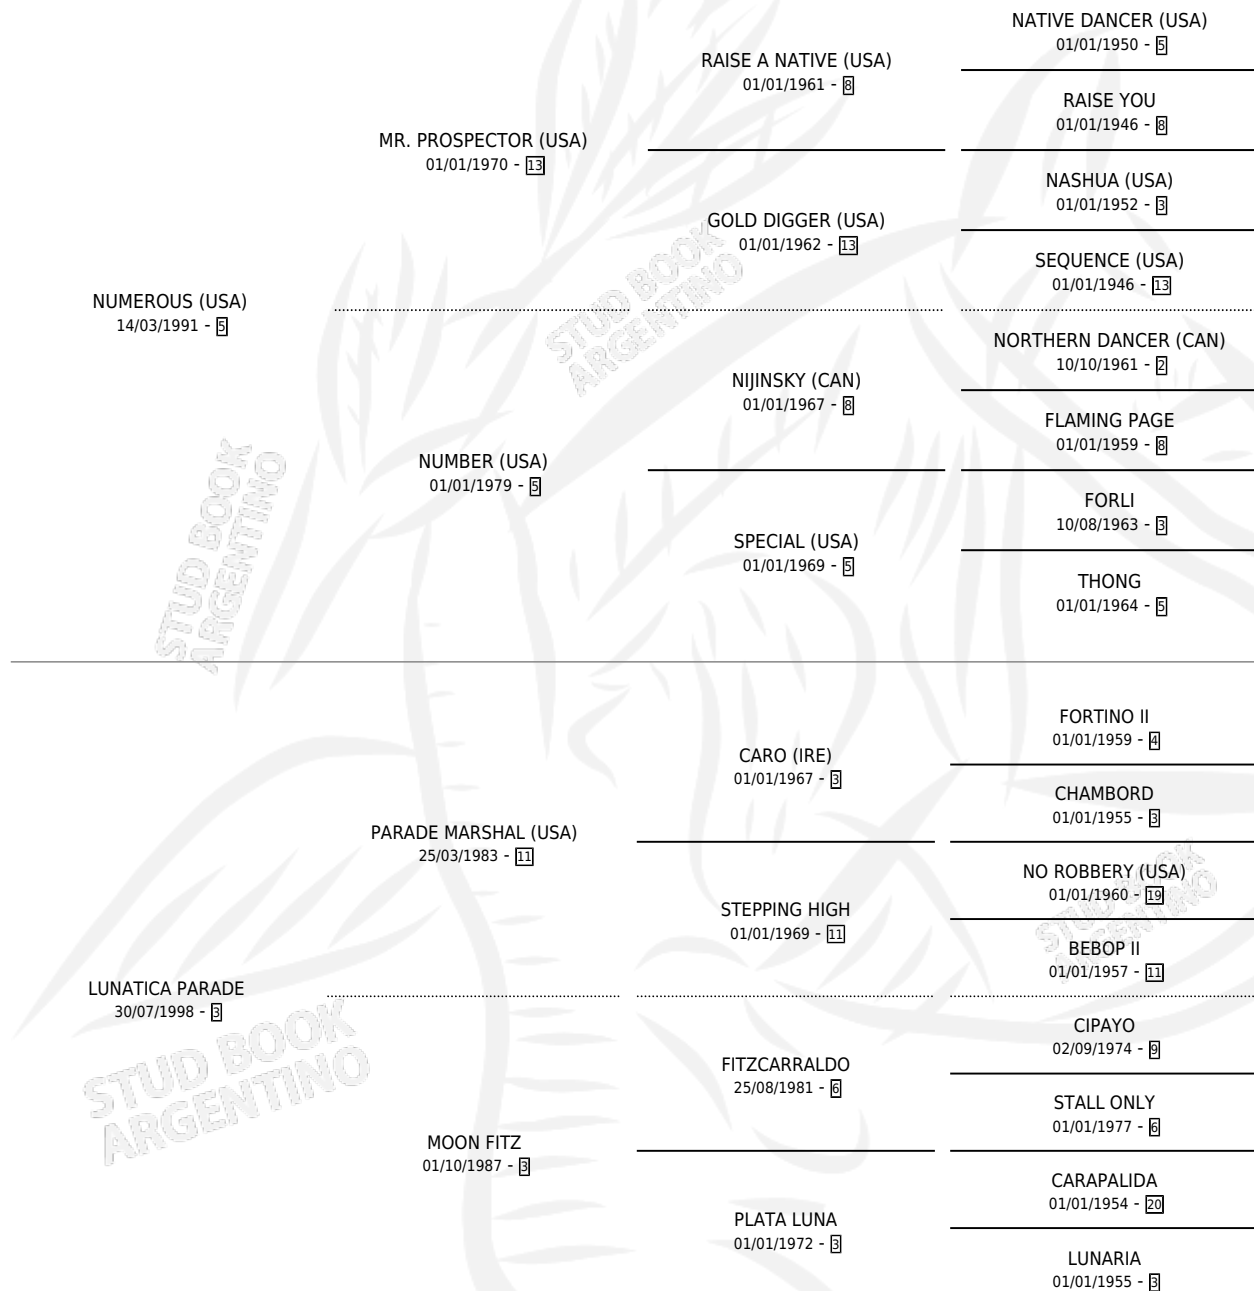 NATIVE DANCER (USA)
01/01/1950 - 5
RAISE A NATIVE (USA)
01/01/1961 - 8
RAISE YOU
01/01/1946 - 8
MR. PROSPECTOR (USA)
01/01/1970 - 13
NASHUA (USA)
01/01/1952 - 3
GOLD DIGGER (USA)
01/01/1962 - 13
SEQUENCE (USA)
01/01/1946 - 13
NUMEROUS (USA)
14/03/1991 - 5
STUD BOOK
ARGENTINO
NORTHERN DANCER (CAN)
10/10/1961 - 2
NIJINSKY (CAN)
01/01/1967 - 8
FLAMING PAGE
01/01/1959 - 8
NUMBER (USA)
01/01/1979 - 5
FORLI
10/08/1963 - 3
SPECIAL (USA)
01/01/1969 - 5
THONG
01/01/1964 - 5
STUD BOOK
ARGENTINO
FORTINO II
01/01/1959 - 4
CARO (IRE)
01/01/1967 - 3
CHAMBORD
01/01/1955 - 3
PARADE MARSHAL (USA)
25/03/1983 - 11
NO ROBBERY (USA)
01/01/1960 - 19
STEPPING HIGH
01/01/1969 - 11
BEBOP II
01/01/1957 - 11
STUD BOOK
ARGENTINO
LUNATICA PARADE
30/07/1998 - 3
CIPAYO
02/09/1974 - 9
FITZCARRALDO
25/08/1981 - 6
STALL ONLY
01/01/1977 - 6
STUD BOOK
ARGENTINO
MOON FITZ
01/10/1987 - 3
CARAPALIDA
01/01/1954 - 20
PLATA LUNA
01/01/1972 - 3
LUNARIA
01/01/1955 - 3